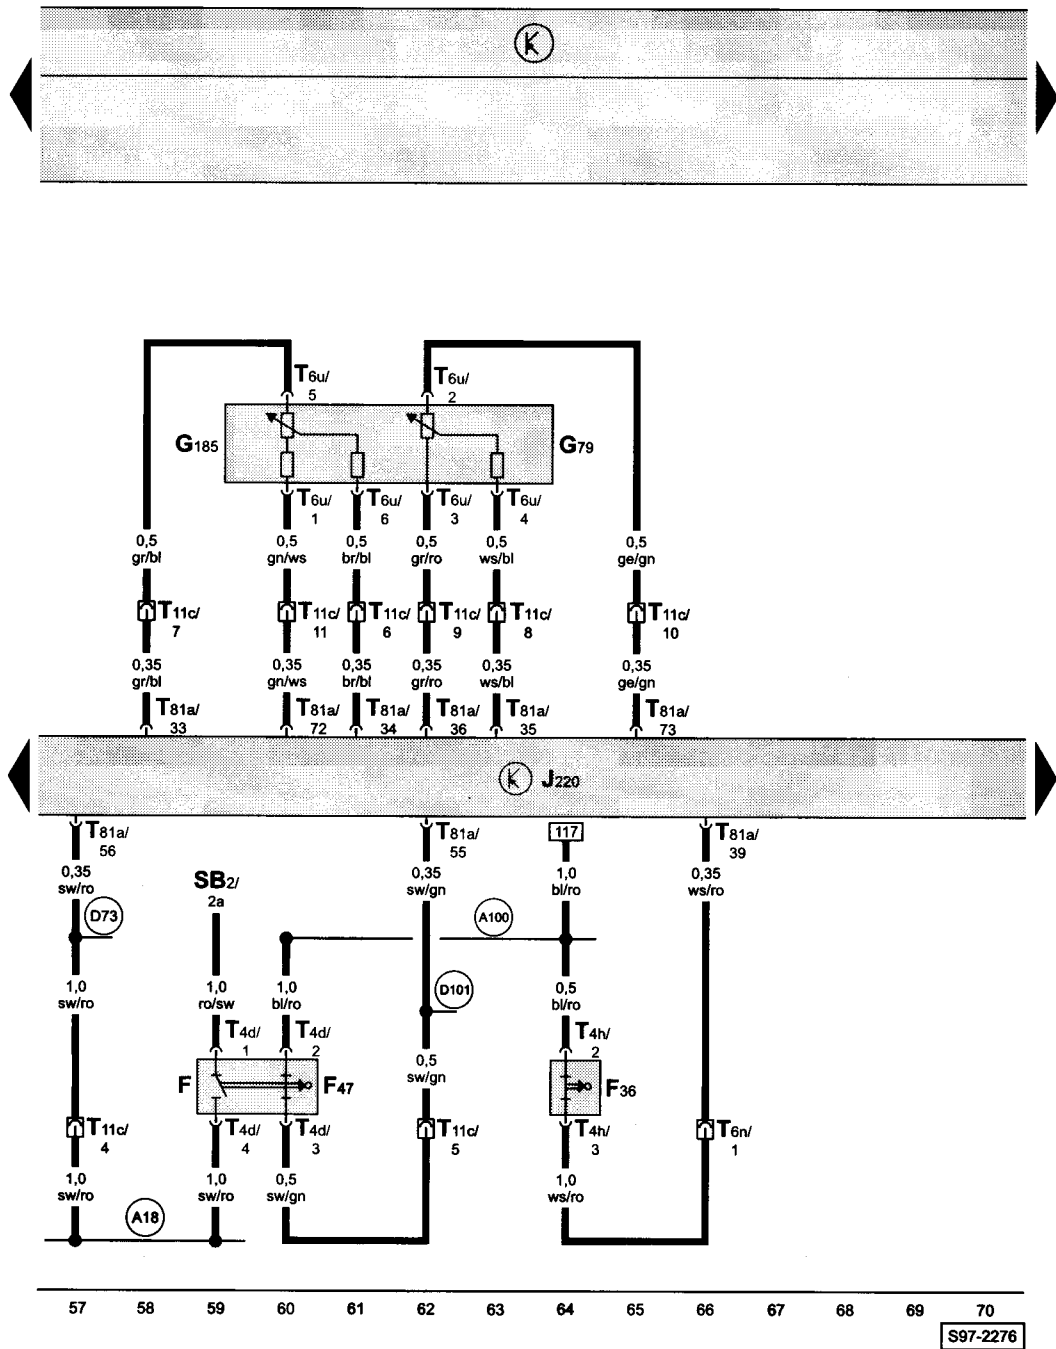 K
T6u/ T6u/
5 2
G185 G79
T6u/ T6u/ T6u/ T6u/
1 6 3 4
0,5 0,5 0,5 0,5 0,5 0,5
gr/bl gn/ws br/bl gr/ro ws/bl ge/gn
T11c/ T11c/ T11c/ T11c/ T11c/ T11c/
7 11 6 9 8 10
0,35 0,35 0,35 0,35 0,35 0,35
gr/bl gn/ws br/bl gr/ro ws/bl ge/gn
T81a/ T81a/ T81a/ T81a/ T81a/ T81a/
33 72 34 36 35 73
K J220
T81a/ T81a/ 117 T81a/
56 55 39
0,35 0,35 1,0 0,35
sw/ro SB2/ sw/gn bl/ro ws/ro
2a
D73 A100
1,0 1,0 1,0 D101 0,5
sw/ro ro/sw bl/ro bl/ro
T4d/ T4d/ T4h/
1 2 2
0,5
sw/gn
F F47 F36
T11c/ T4d/ T4d/ T11c/ T4h/ T6n/
4 4 3 5 3 1
1,0 1,0 0,5 1,0
sw/ro sw/ro sw/gn ws/ro
A18
57 58 59 60 61 62 63 64 65 66 67 68 69 70
S97-2276